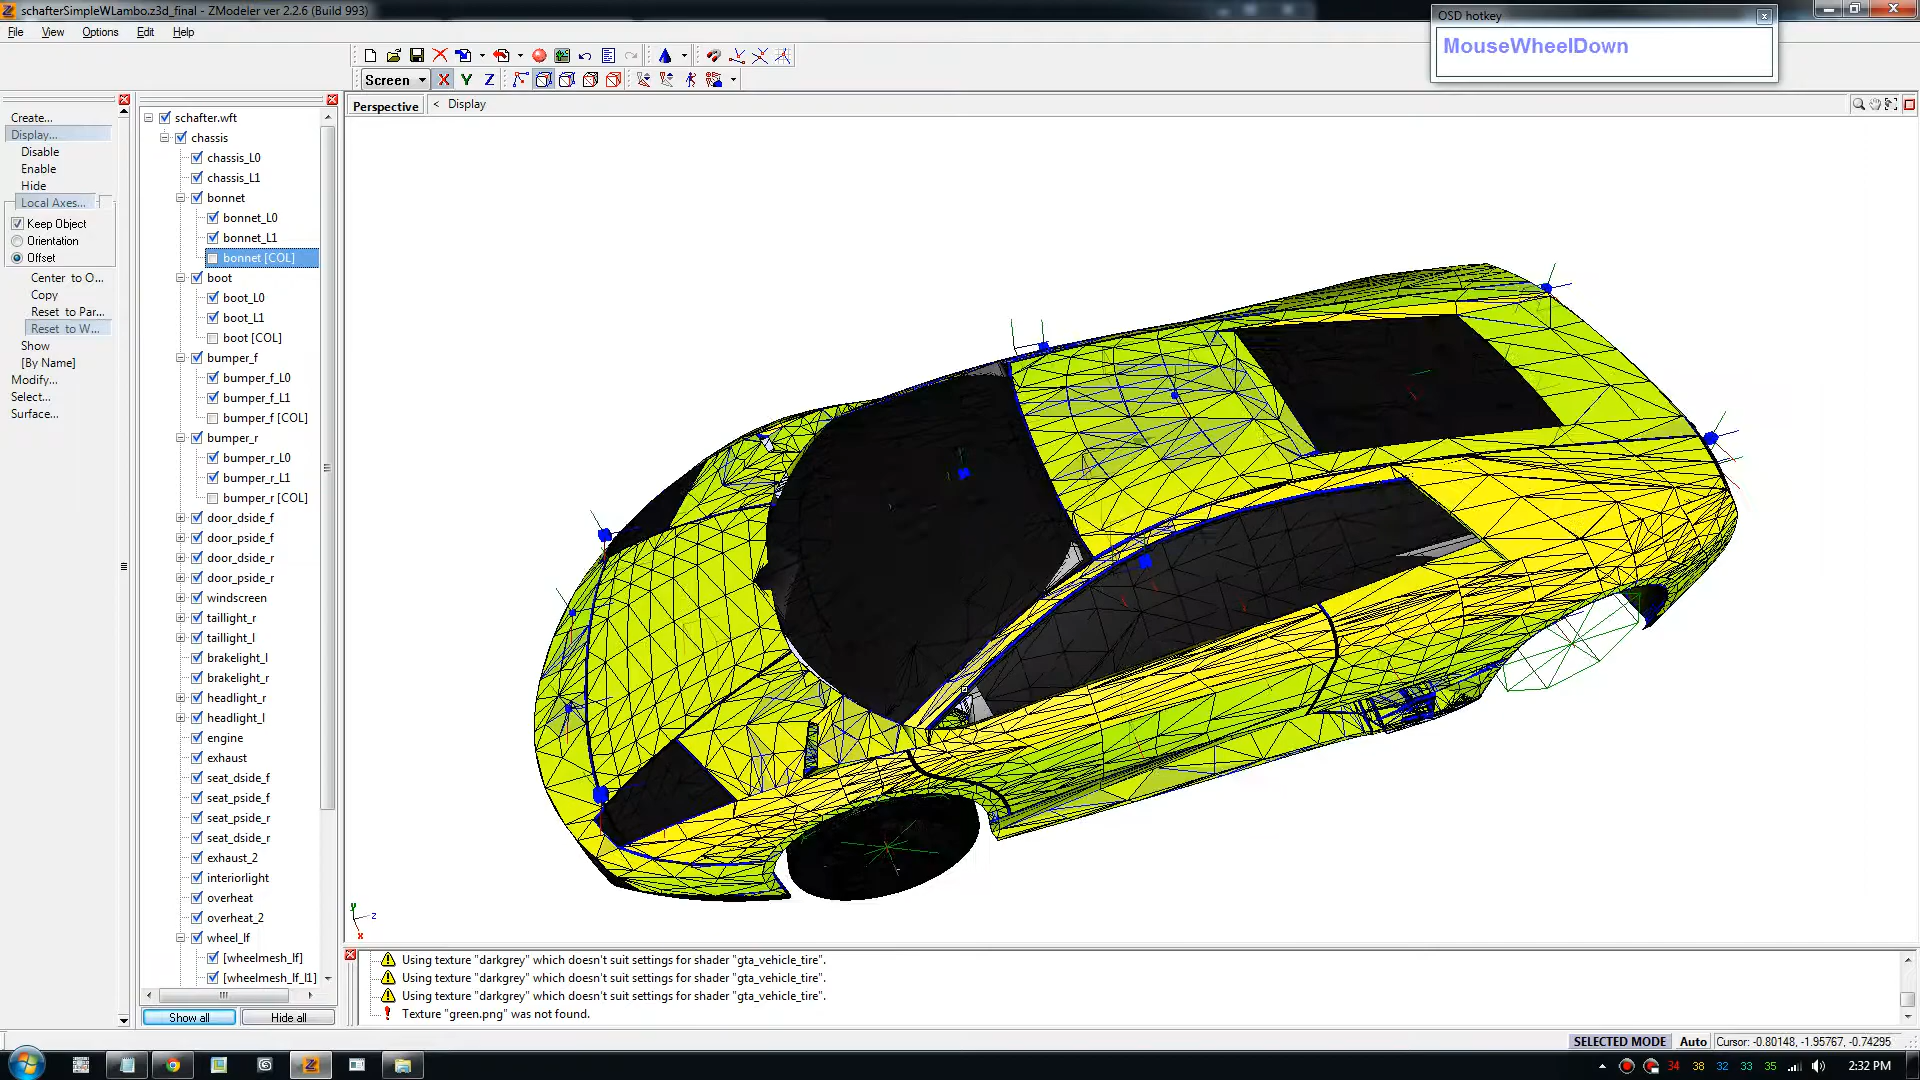 schafterSimpleWLambo.z3d_final - ZModeler ver 2.2.6 (Build 993)
OSD hotkey
MouseWheelDown
File View Options Edit Help
Screen X Y Z
Perspective < Display
Create...
Display...
Disable
Enable
Hide
Local Axes...
Keep Object
Orientation
Offset
Center to O...
Copy
Reset to Par...
Reset to W...
Show
[By Name]
Modify...
Select...
Surface...
schafter.wft
chassis
chassis_L0
chassis_L1
bonnet
bonnet_L0
bonnet_L1
bonnet [COL]
boot
boot_L0
boot_L1
boot [COL]
bumper_f
bumper_f_L0
bumper_f_L1
bumper_f [COL]
bumper_r
bumper_r_L0
bumper_r_L1
bumper_r [COL]
door_dside_f
door_pside_f
door_dside_r
door_pside_r
windscreen
taillight_r
taillight_l
brakelight_l
brakelight_r
headlight_r
headlight_l
engine
exhaust
seat_dside_f
seat_pside_f
seat_pside_r
seat_dside_r
exhaust_2
interiorlight
overheat
overheat_2
wheel_lf
[wheelmesh_lf]
[wheelmesh_lf_l1]
Show all Hide all
y z x
Using texture "darkgrey" which doesn't suit settings for shader "gta_vehicle_tire".
Using texture "darkgrey" which doesn't suit settings for shader "gta_vehicle_tire".
Using texture "darkgrey" which doesn't suit settings for shader "gta_vehicle_tire".
Texture "green.png" was not found.
SELECTED MODE Auto Cursor: -0.80148, -1.95767, -0.74295
34 38 32 33 35 2:32 PM